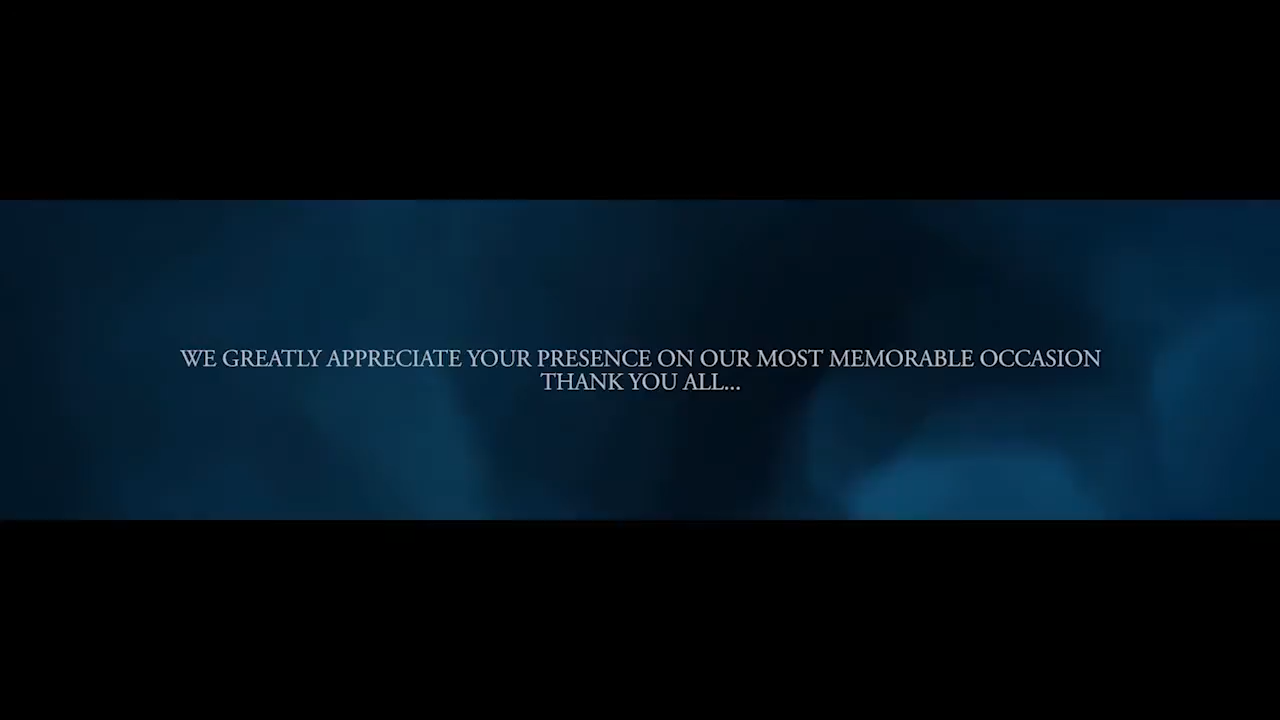 WE GREATLY APPRECIATE YOUR PRESENCE ON OUR MOST MEMORABLE OCCASION
THANK YOU ALL...